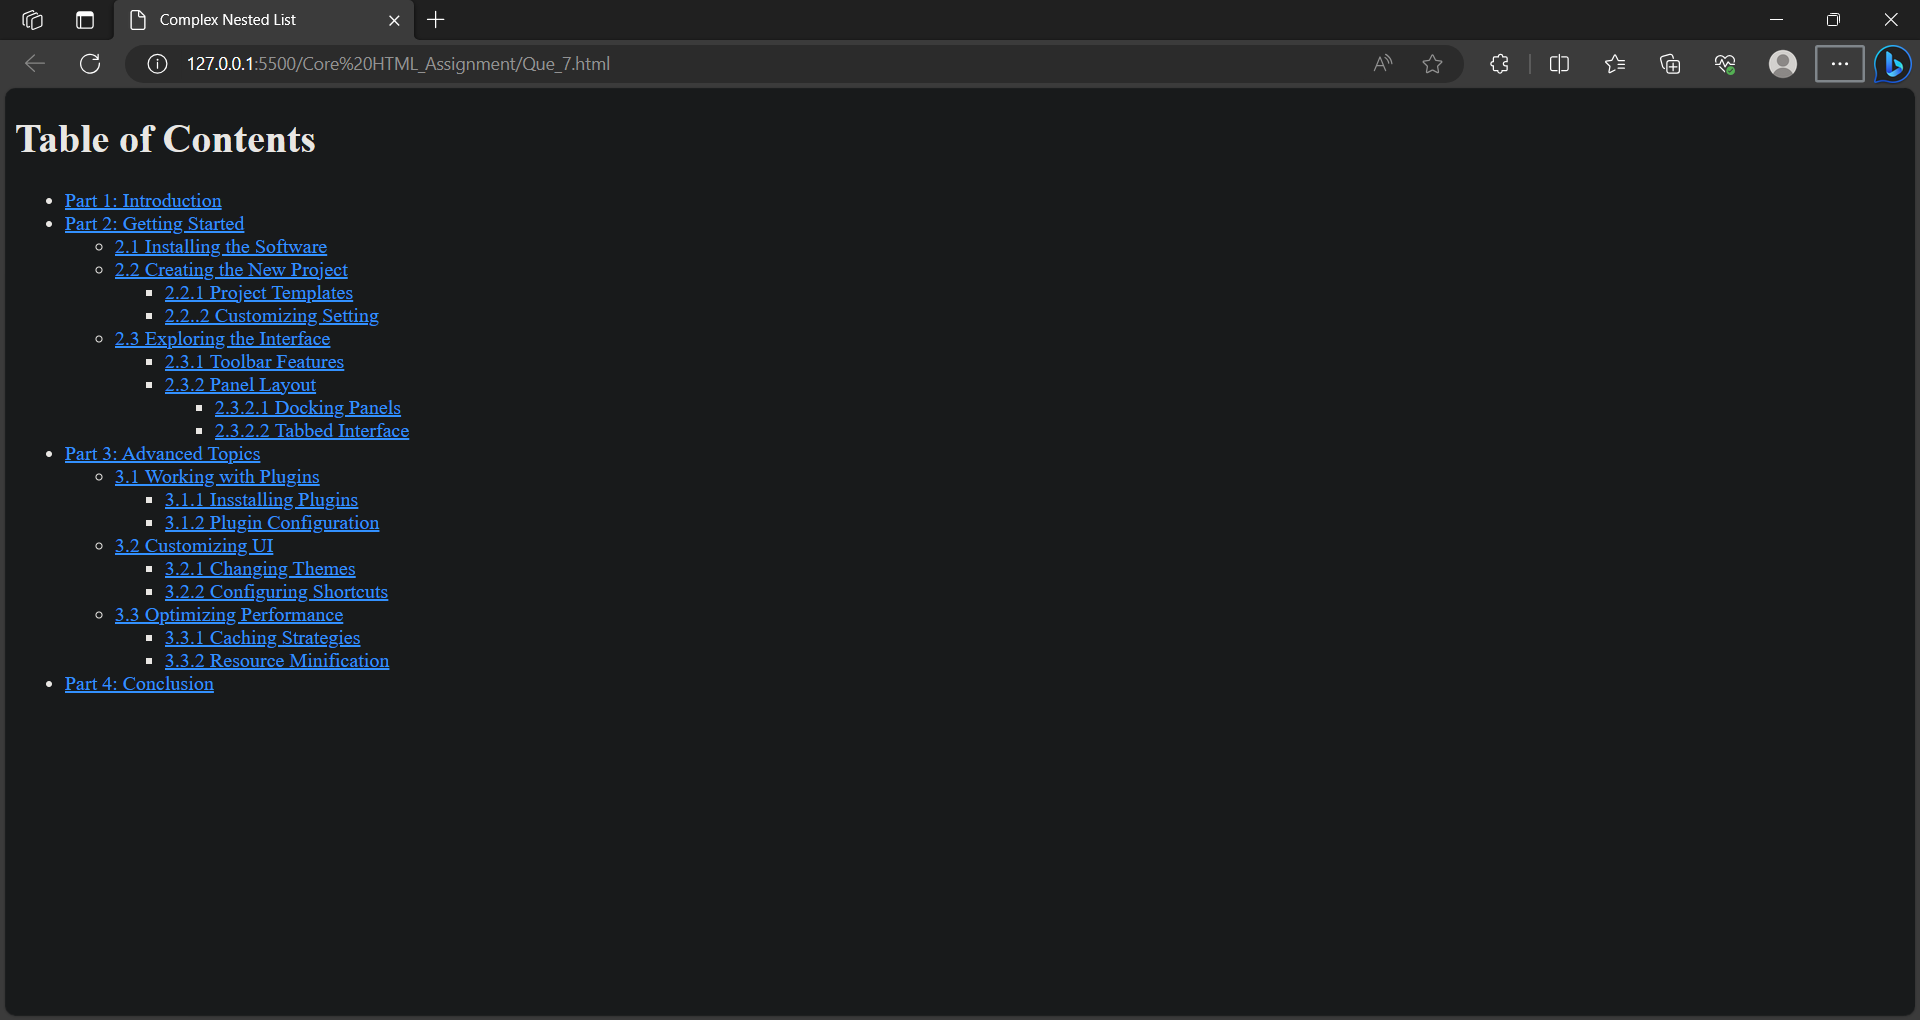 Complex Nested List
127.0.0.1:5500/Core%20HTML_Assignment/Que_7.html
Table of Contents
Part 1: Introduction
Part 2: Getting Started
2.1 Installing the Software
2.2 Creating the New Project
2.2.1 Project Templates
2.2..2 Customizing Setting
2.3 Exploring the Interface
2.3.1 Toolbar Features
2.3.2 Panel Layout
2.3.2.1 Docking Panels
2.3.2.2 Tabbed Interface
Part 3: Advanced Topics
3.1 Working with Plugins
3.1.1 Insstalling Plugins
3.1.2 Plugin Configuration
3.2 Customizing UI
3.2.1 Changing Themes
3.2.2 Configuring Shortcuts
3.3 Optimizing Performance
3.3.1 Caching Strategies
3.3.2 Resource Minification
Part 4: Conclusion